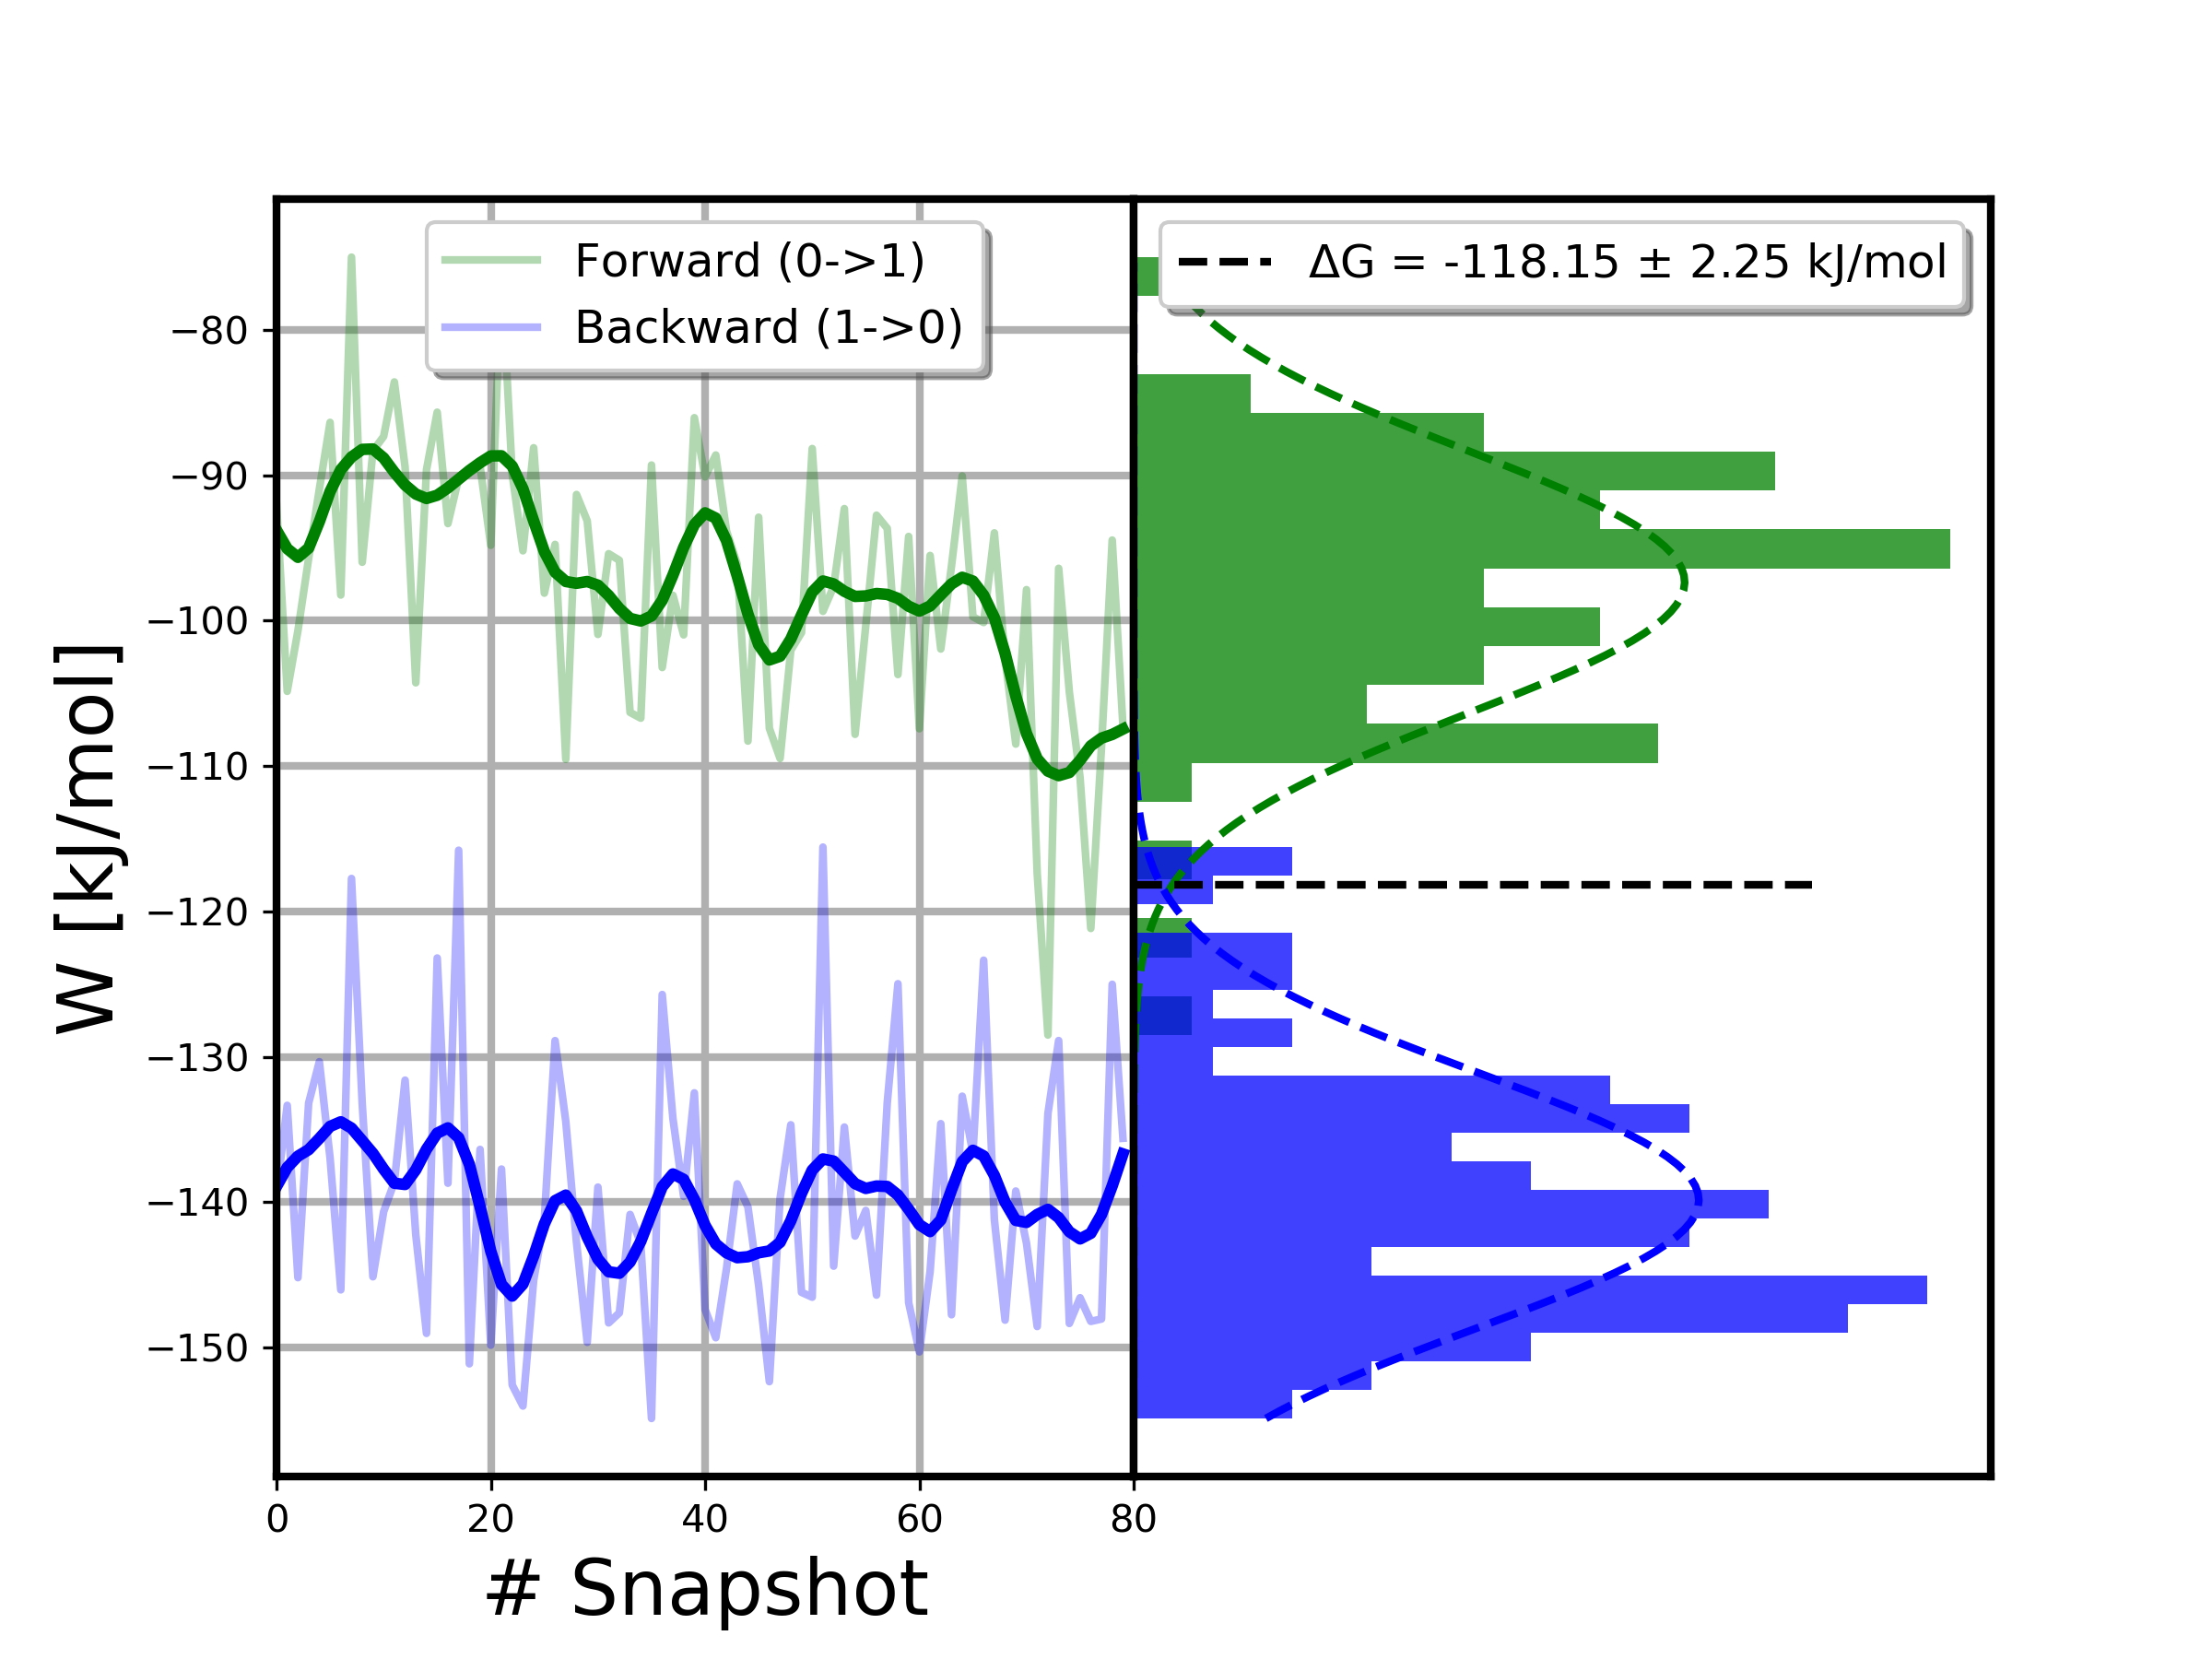 Forward (0->1)
Backward (1->0)
ΔG = -118.15 ± 2.25 kJ/mol
W [kJ/mol]
−80
−90
−100
−110
−120
−130
−140
−150
0 20 40 60 80
# Snapshot